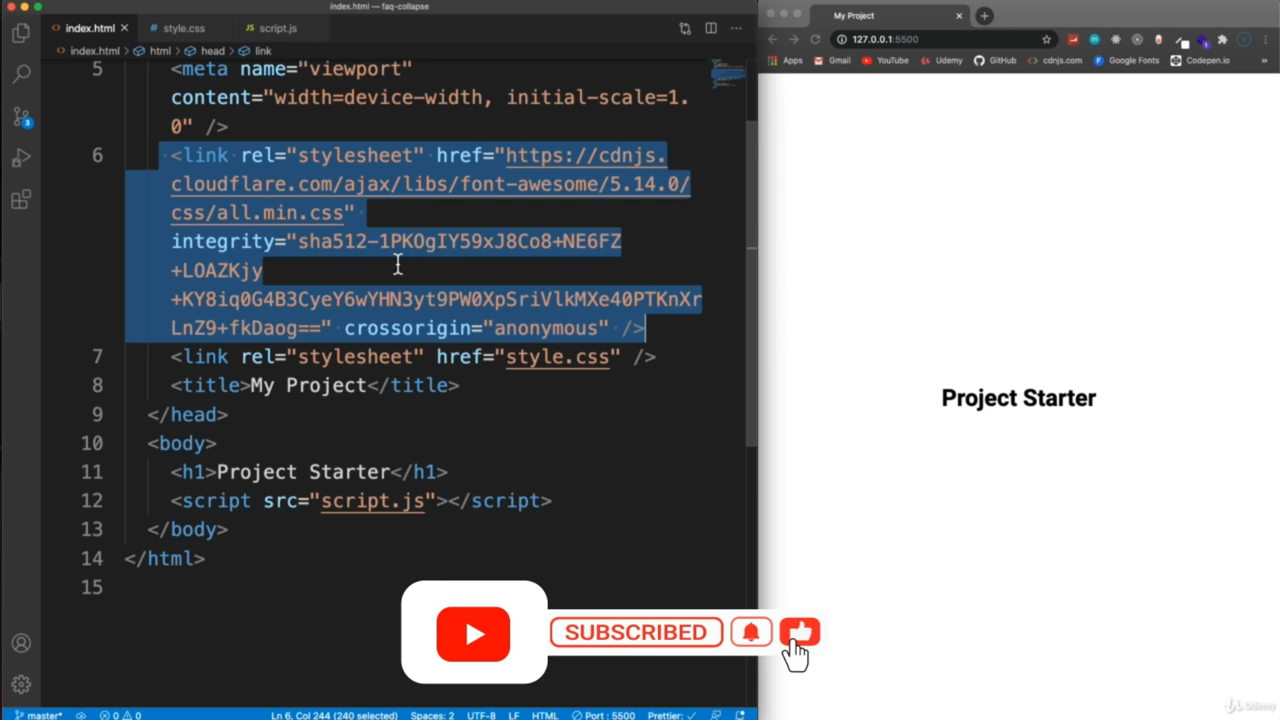 index.html — faq-collapse
index.html
style.css
script.js
index.html > html > head > link
5 <meta name="viewport"
content="width=device-width, initial-scale=1.
0" />
6 <link rel="stylesheet" href="https://cdnjs.
cloudflare.com/ajax/libs/font-awesome/5.14.0/
css/all.min.css"
integrity="sha512-1PKOgIY59xJ8Co8+NE6FZ
+LOAZKjy
+KY8iq0G4B3CyeY6wYHN3yt9PW0XpSriVlkMXe40PTKnXr
LnZ9+fkDaog==" crossorigin="anonymous" />
7 <link rel="stylesheet" href="style.css" />
8 <title>My Project</title>
9 </head>
10 <body>
11 <h1>Project Starter</h1>
12 <script src="script.js"></script>
13 </body>
14 </html>
15
3
master* 0 0 Ln 6, Col 244 (240 selected) Spaces: 2 UTF-8 LF HTML Port : 5500 Prettier: ✓
My Project
127.0.0.1:5500
Apps Gmail YouTube Udemy GitHub cdnjs.com Google Fonts Codepen.io »
Project Starter
SUBSCRIBED
Udemy